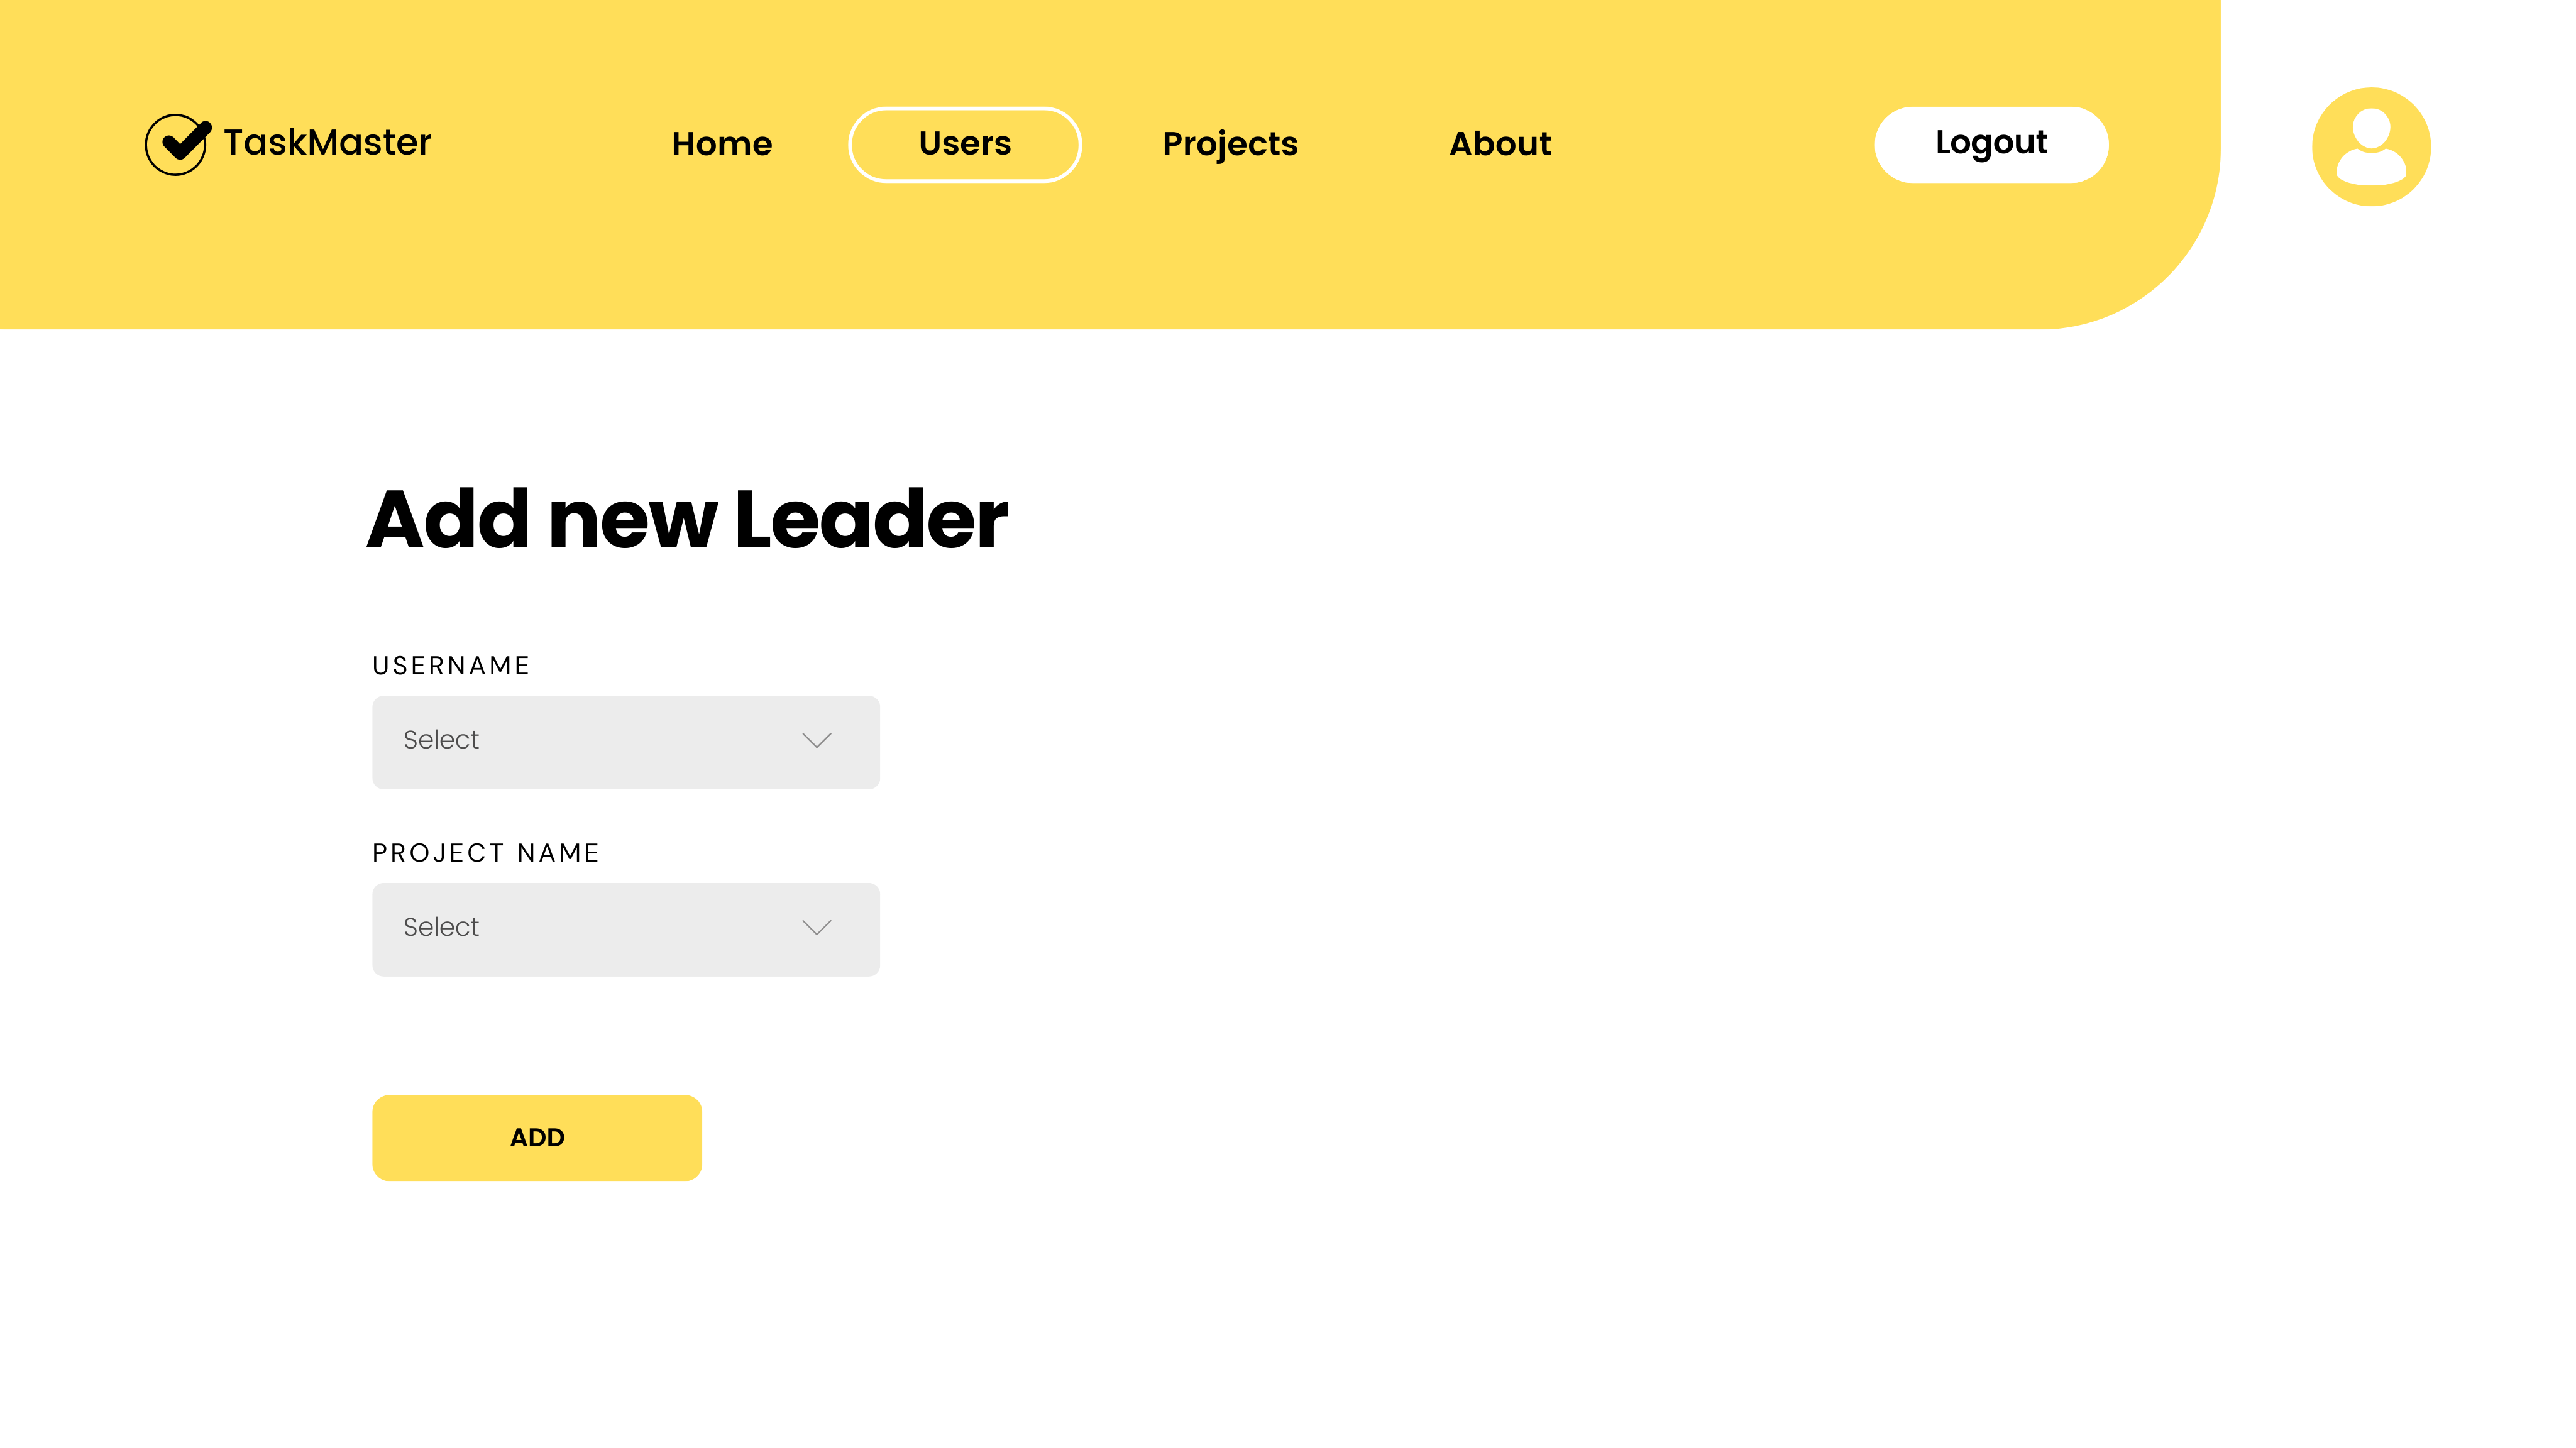 TaskMaster
Home
Users
Projects
About
Logout
Add new Leader
USERNAME
Select
PROJECT NAME
Select
ADD